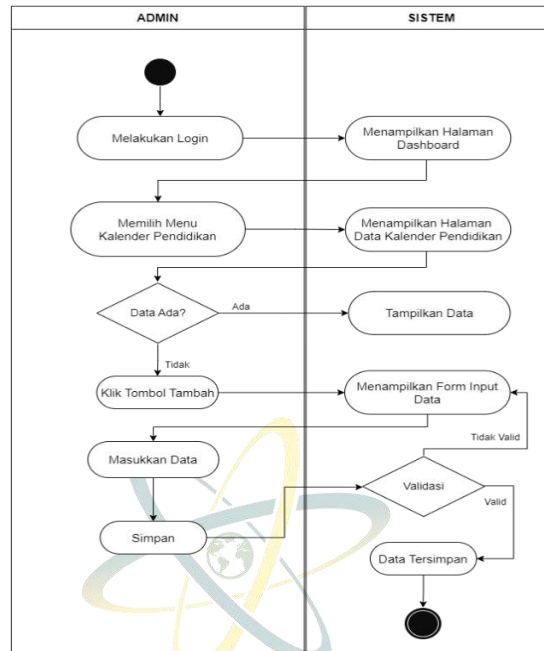 ADMIN
SISTEM
Melakukan Login
Menampilkan Halaman
Dashboard
Memilih Menu
Kalender Pendidikan
Menampilkan Halaman
Data Kalender Pendidikan
Data Ada?
Ada
Tampilkan Data
Tidak
Klik Tombol Tambah
Menampilkan Form Input
Data
Tidak Valid
Masukkan Data
Validasi
Valid
Simpan
Data Tersimpan